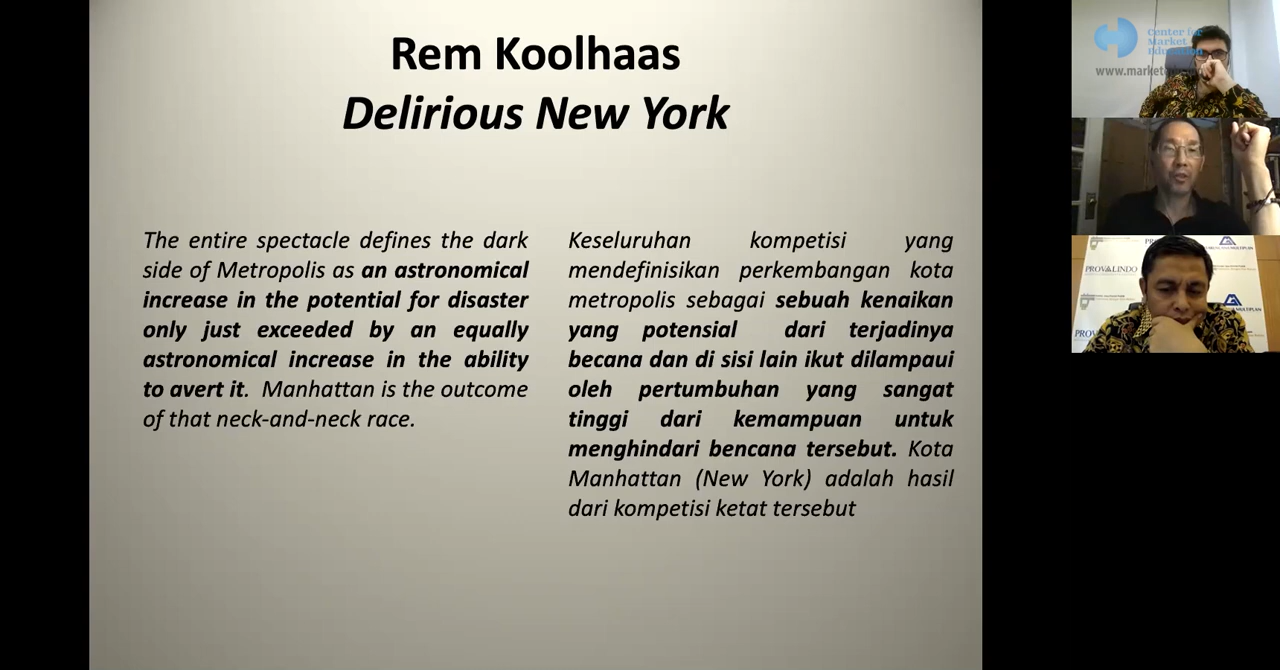 Rem Koolhaas
Delirious New York
The entire spectacle defines the dark
side of Metropolis as an astronomical
increase in the potential for disaster
only just exceeded by an equally
astronomical increase in the ability
to avert it. Manhattan is the outcome
of that neck-and-neck race.
Keseluruhan kompetisi yang
mendefinisikan perkembangan kota
metropolis sebagai sebuah kenaikan
yang potensial dari terjadinya
becana dan di sisi lain ikut dilampaui
oleh pertumbuhan yang sangat
tinggi dari kemampuan untuk
menghindari bencana tersebut. Kota
Manhattan (New York) adalah hasil
dari kompetisi ketat tersebut
Center for
Market
Education
PROVALINDO